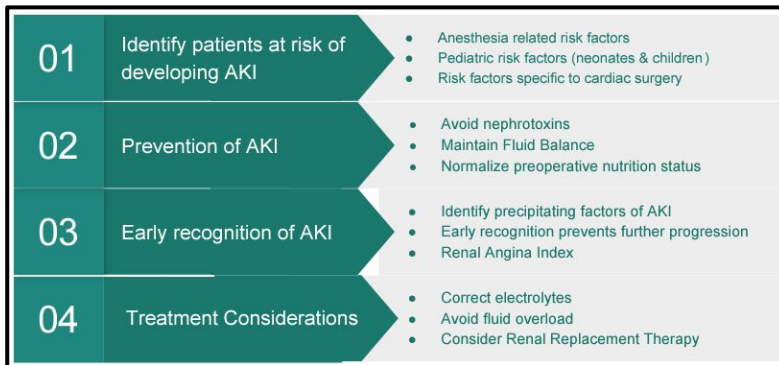 01
Identify patients at risk of
developing AKI
• Anesthesia related risk factors
• Pediatric risk factors (neonates & children)
• Risk factors specific to cardiac surgery
02
Prevention of AKI
• Avoid nephrotoxins
• Maintain Fluid Balance
• Normalize preoperative nutrition status
03
Early recognition of AKI
• Identify precipitating factors of AKI
• Early recognition prevents further progression
• Renal Angina Index
04
Treatment Considerations
• Correct electrolytes
• Avoid fluid overload
• Consider Renal Replacement Therapy